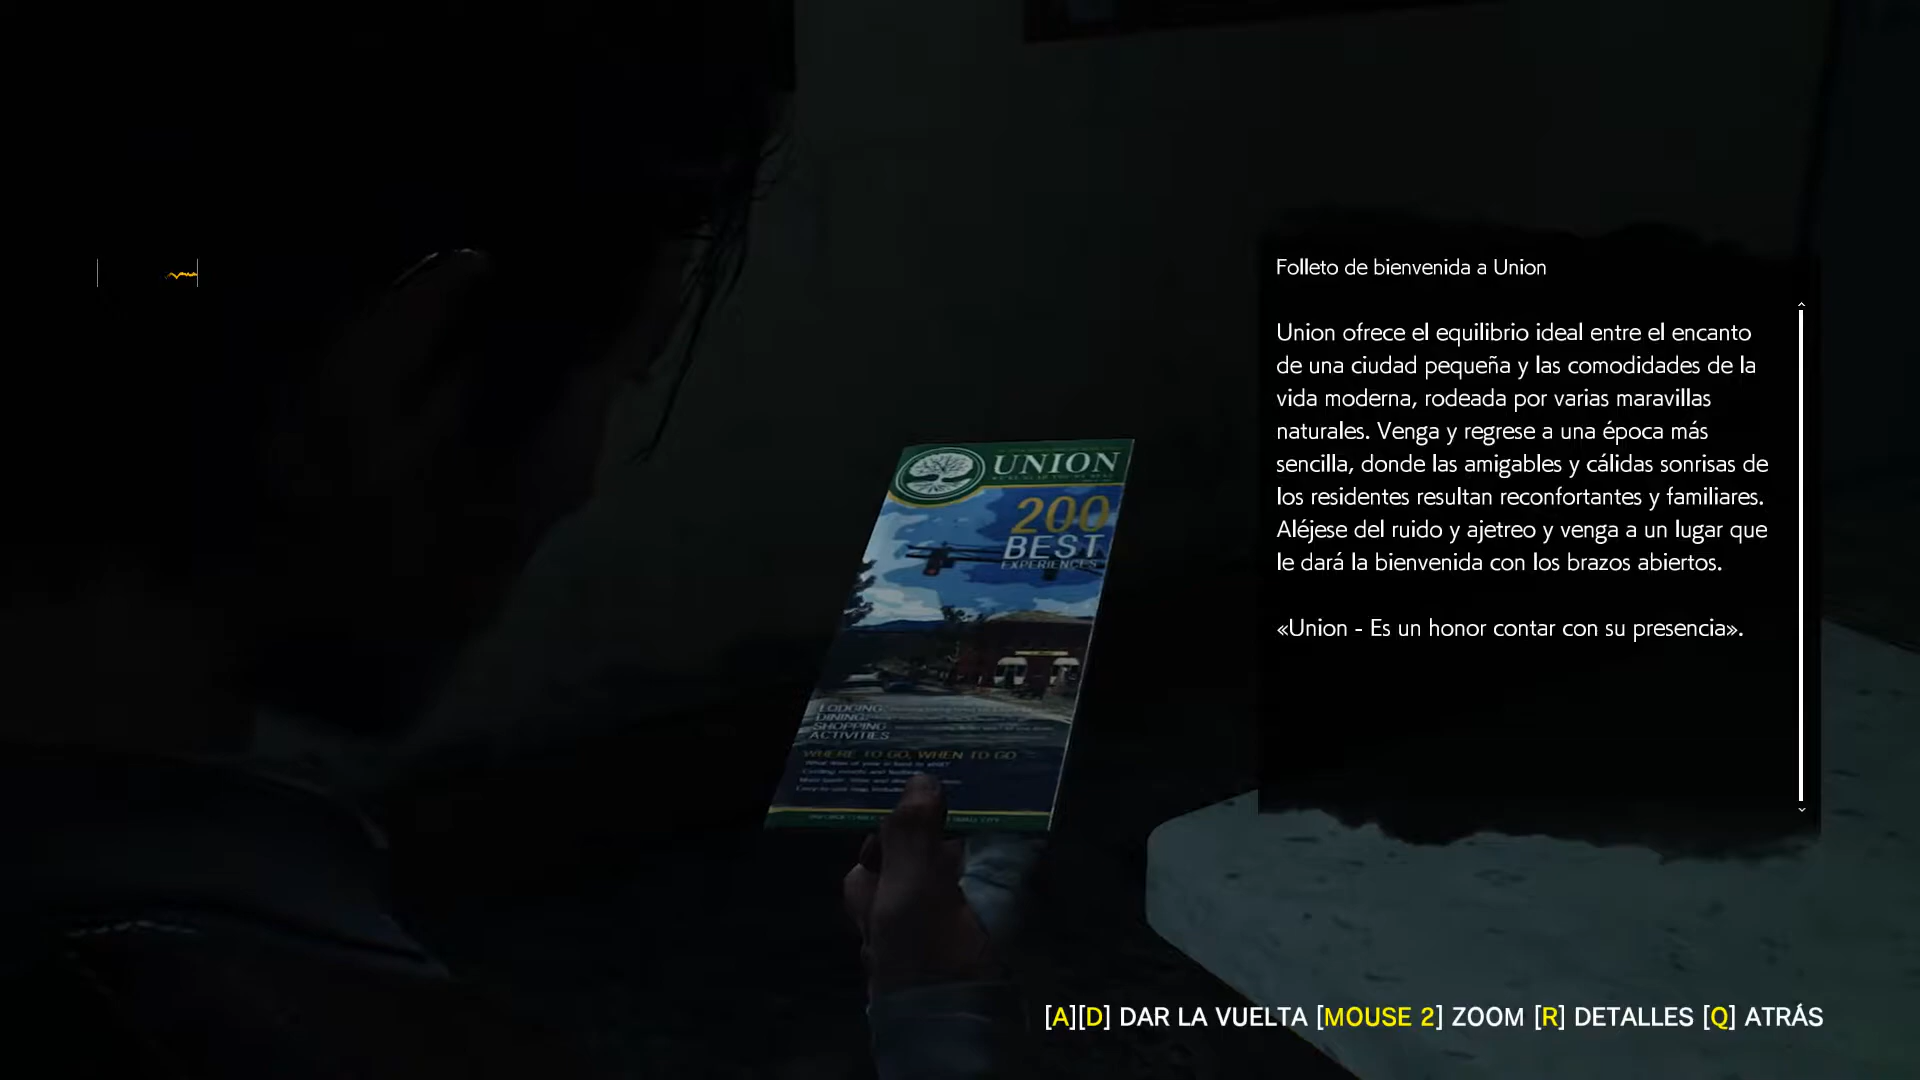 Folleto de bienvenida a Union
Union ofrece el equilibrio ideal entre el encanto
de una ciudad pequeña y las comodidades de la
vida moderna, rodeada por varias maravillas
naturales. Venga y regrese a una época más
sencilla, donde las amigables y cálidas sonrisas de
los residentes resultan reconfortantes y familiares.
Aléjese del ruido y ajetreo y venga a un lugar que
le dará la bienvenida con los brazos abiertos.
«Union - Es un honor contar con su presencia».
UNION
200
BEST
EXPERIENCES
LODGING
DINING
SHOPPING
ACTIVITIES
WHERE TO GO, WHEN TO GO
[A][D] DAR LA VUELTA [MOUSE 2] ZOOM [R] DETALLES [Q] ATRÁS